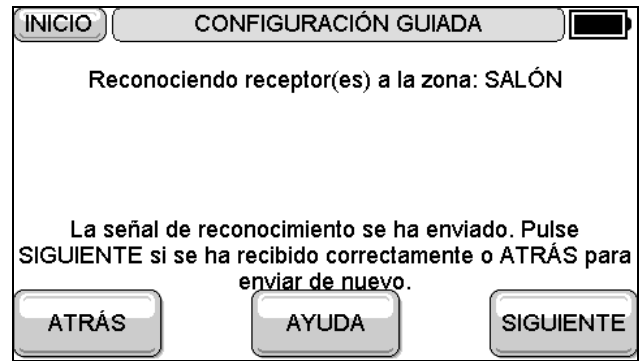 INICIO
CONFIGURACIÓN GUIADA
Reconociendo receptor(es) a la zona: SALÓN
La señal de reconocimiento se ha enviado. Pulse
SIGUIENTE si se ha recibido correctamente o ATRÁS para
enviar de nuevo.
ATRÁS
AYUDA
SIGUIENTE